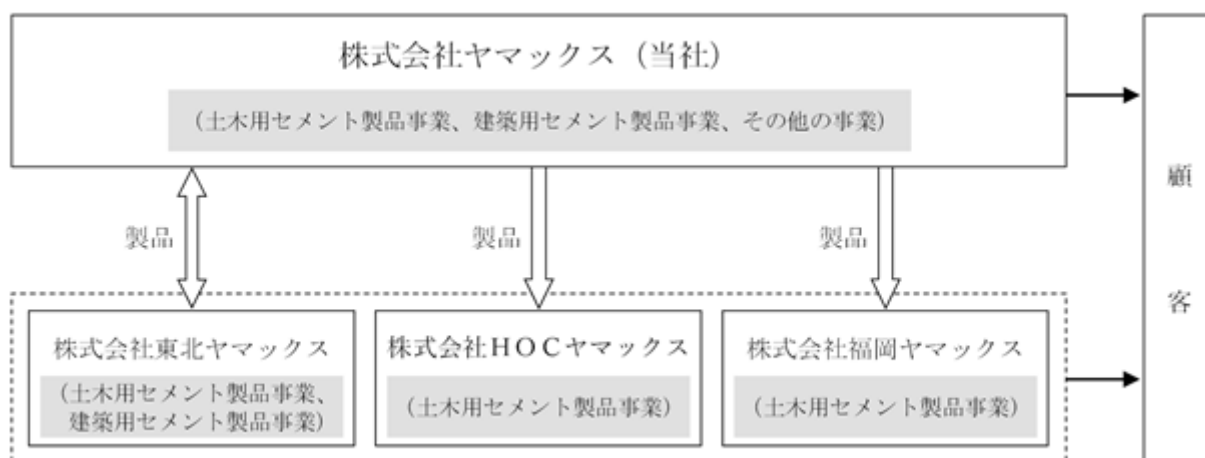 株式会社ヤマックス（当社）
（土木用セメント製品事業、建築用セメント製品事業、その他の事業）
顧客
製品
製品
製品
株式会社東北ヤマックス
（土木用セメント製品事業、
建築用セメント製品事業）
株式会社ＨＯＣヤマックス
（土木用セメント製品事業）
株式会社福岡ヤマックス
（土木用セメント製品事業）